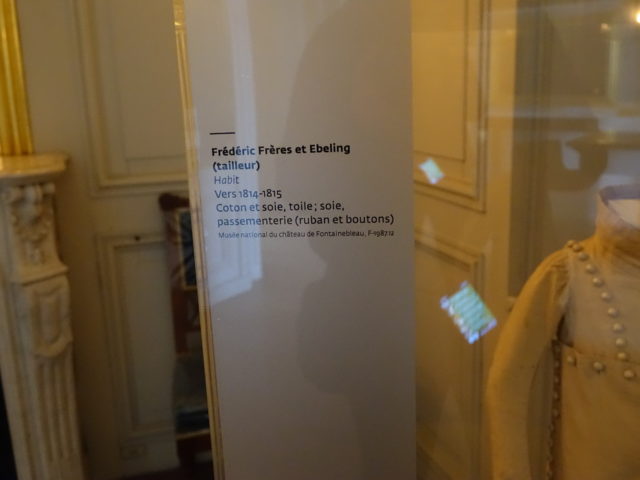 Frédéric Frères et Ebeling
(tailleur)
Habit
Vers 1814-1815
Coton et soie, toile ; soie,
passementerie (ruban et boutons)
Musée national du château de Fontainebleau, F-1987.12